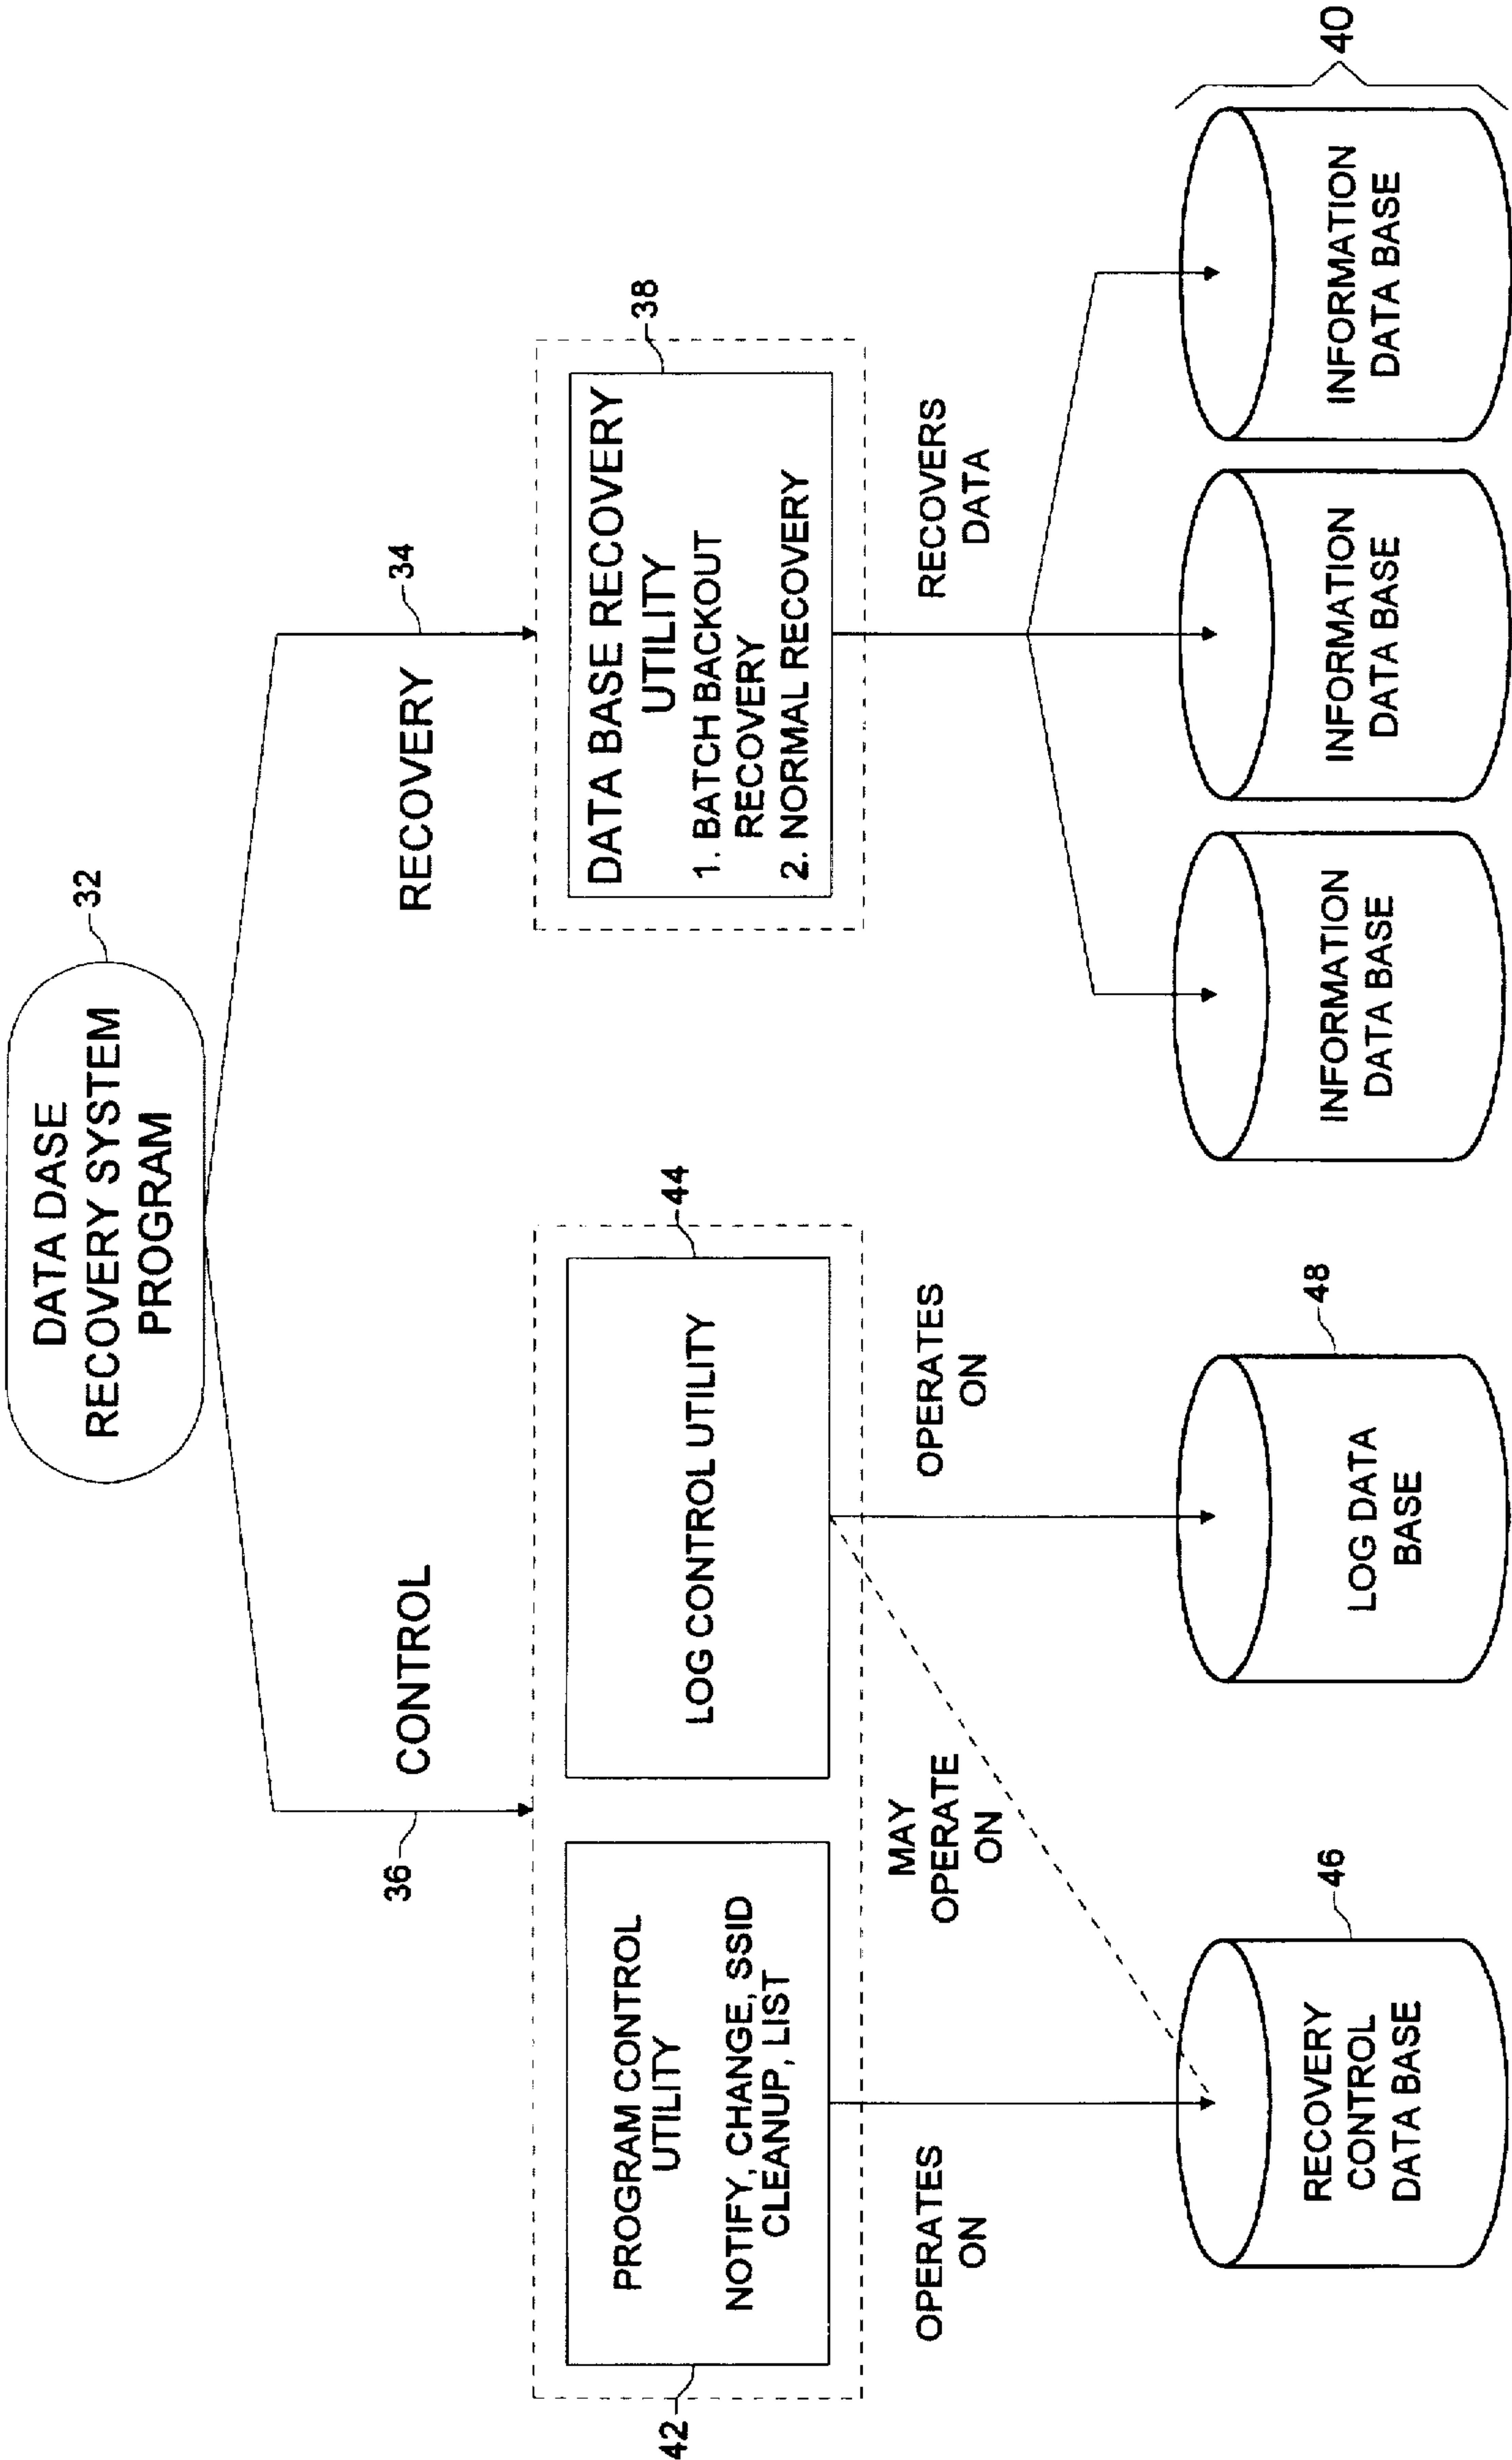 DATA DASE
RECOVERY SYSTEM
PROGRAM
32
36
CONTROL
RECOVERY
34
42
PROGRAM CONTROL
UTILITY
NOTIFY, CHANGE, SSID
CLEANUP, LIST
44
LOG CONTROL UTILITY
38
DATA BASE RECOVERY
UTILITY
1. BATCH BACKOUT
RECOVERY
2. NORMAL RECOVERY
OPERATES
ON
MAY
OPERATE
ON
OPERATES
ON
RECOVERS
DATA
46
RECOVERY
CONTROL
DATA BASE
48
LOG DATA
BASE
INFORMATION
DATA BASE
INFORMATION
DATA BASE
INFORMATION
DATA BASE
40